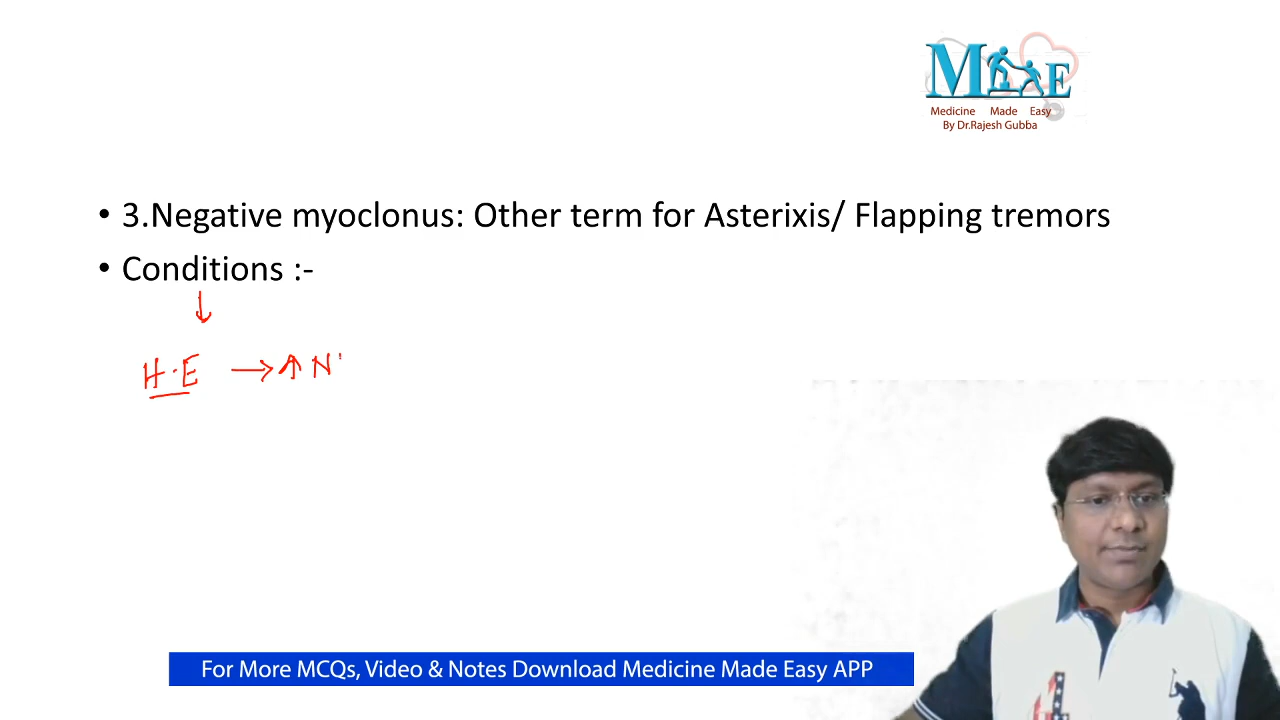 M E
Medicine Made Easy
By Dr.Rajesh Gubba
• 3.Negative myoclonus: Other term for Asterixis/ Flapping tremors
• Conditions :-
↓
H.E → ↑ N
For More MCQs, Video & Notes Download Medicine Made Easy APP